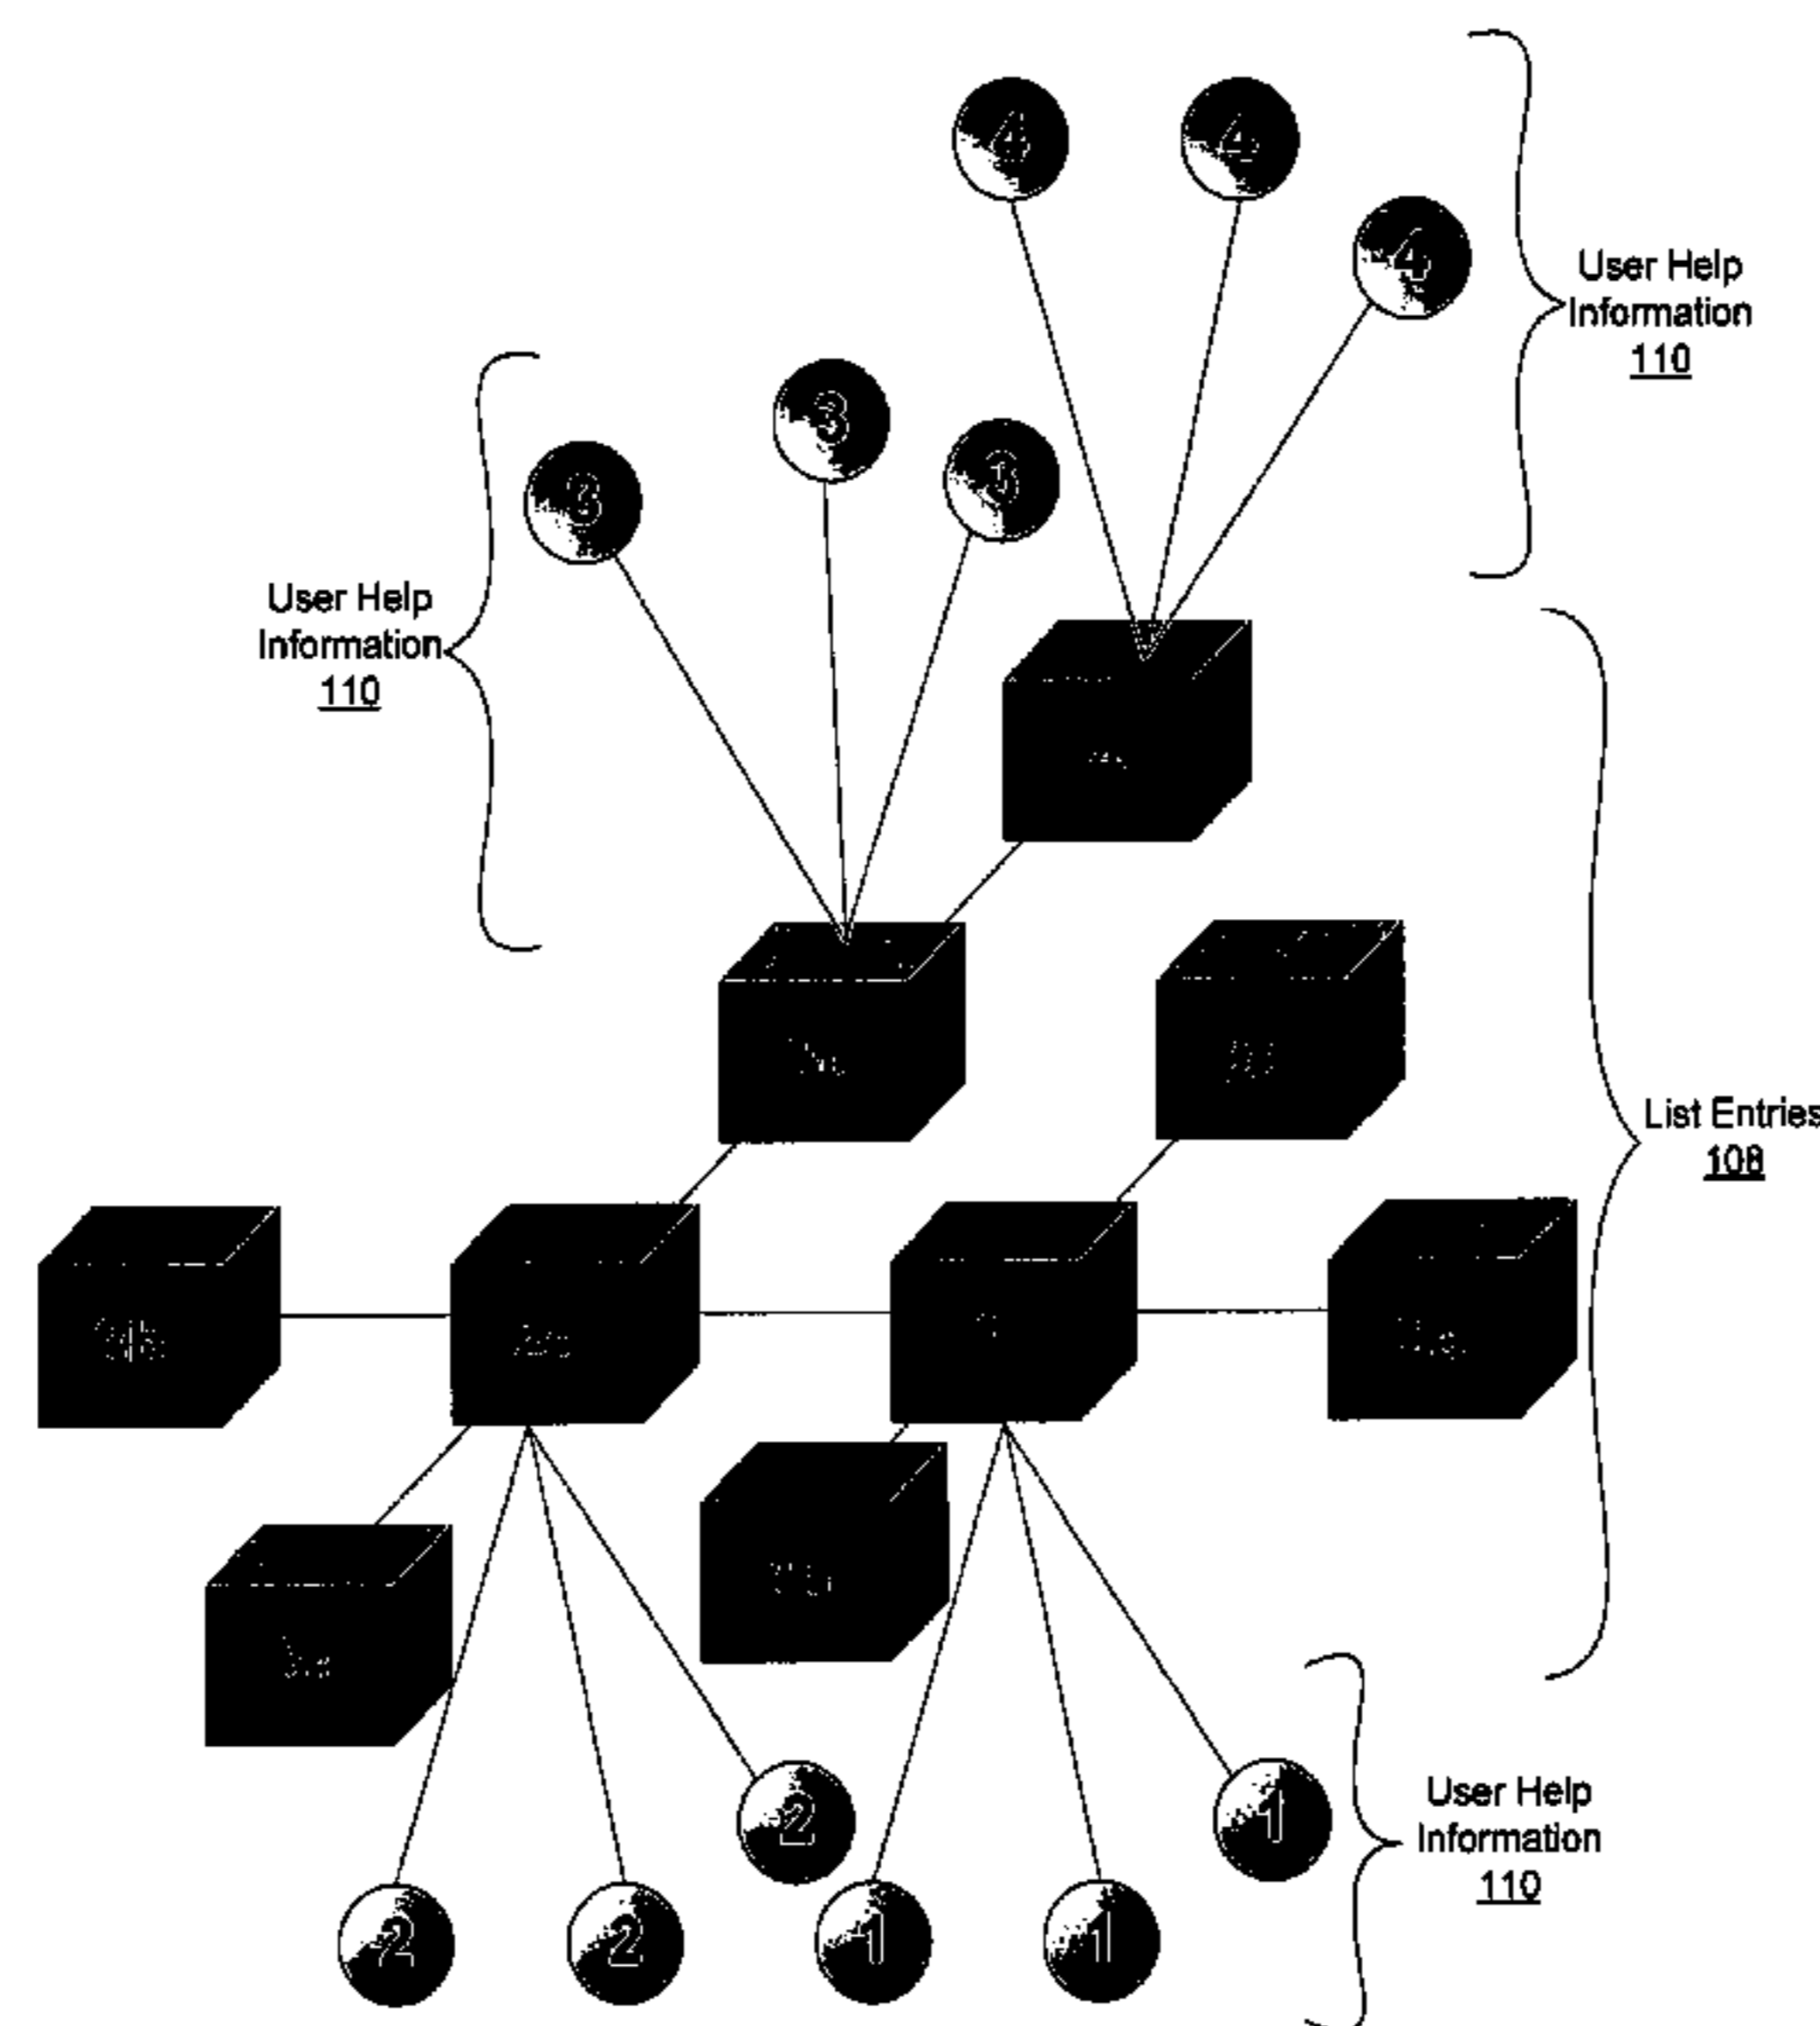 4
4
4
User Help
Information
110
3
3
3
User Help
Information
110
List Entries
108
2
1
User Help
Information
110
2
2
1
1